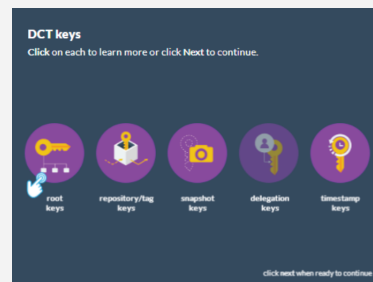 DCT keys
Click on each to learn more or click Next to continue.
root
keys
repository/tag
keys
snapshot
keys
delegation
keys
timestamp
keys
click next when ready to continue